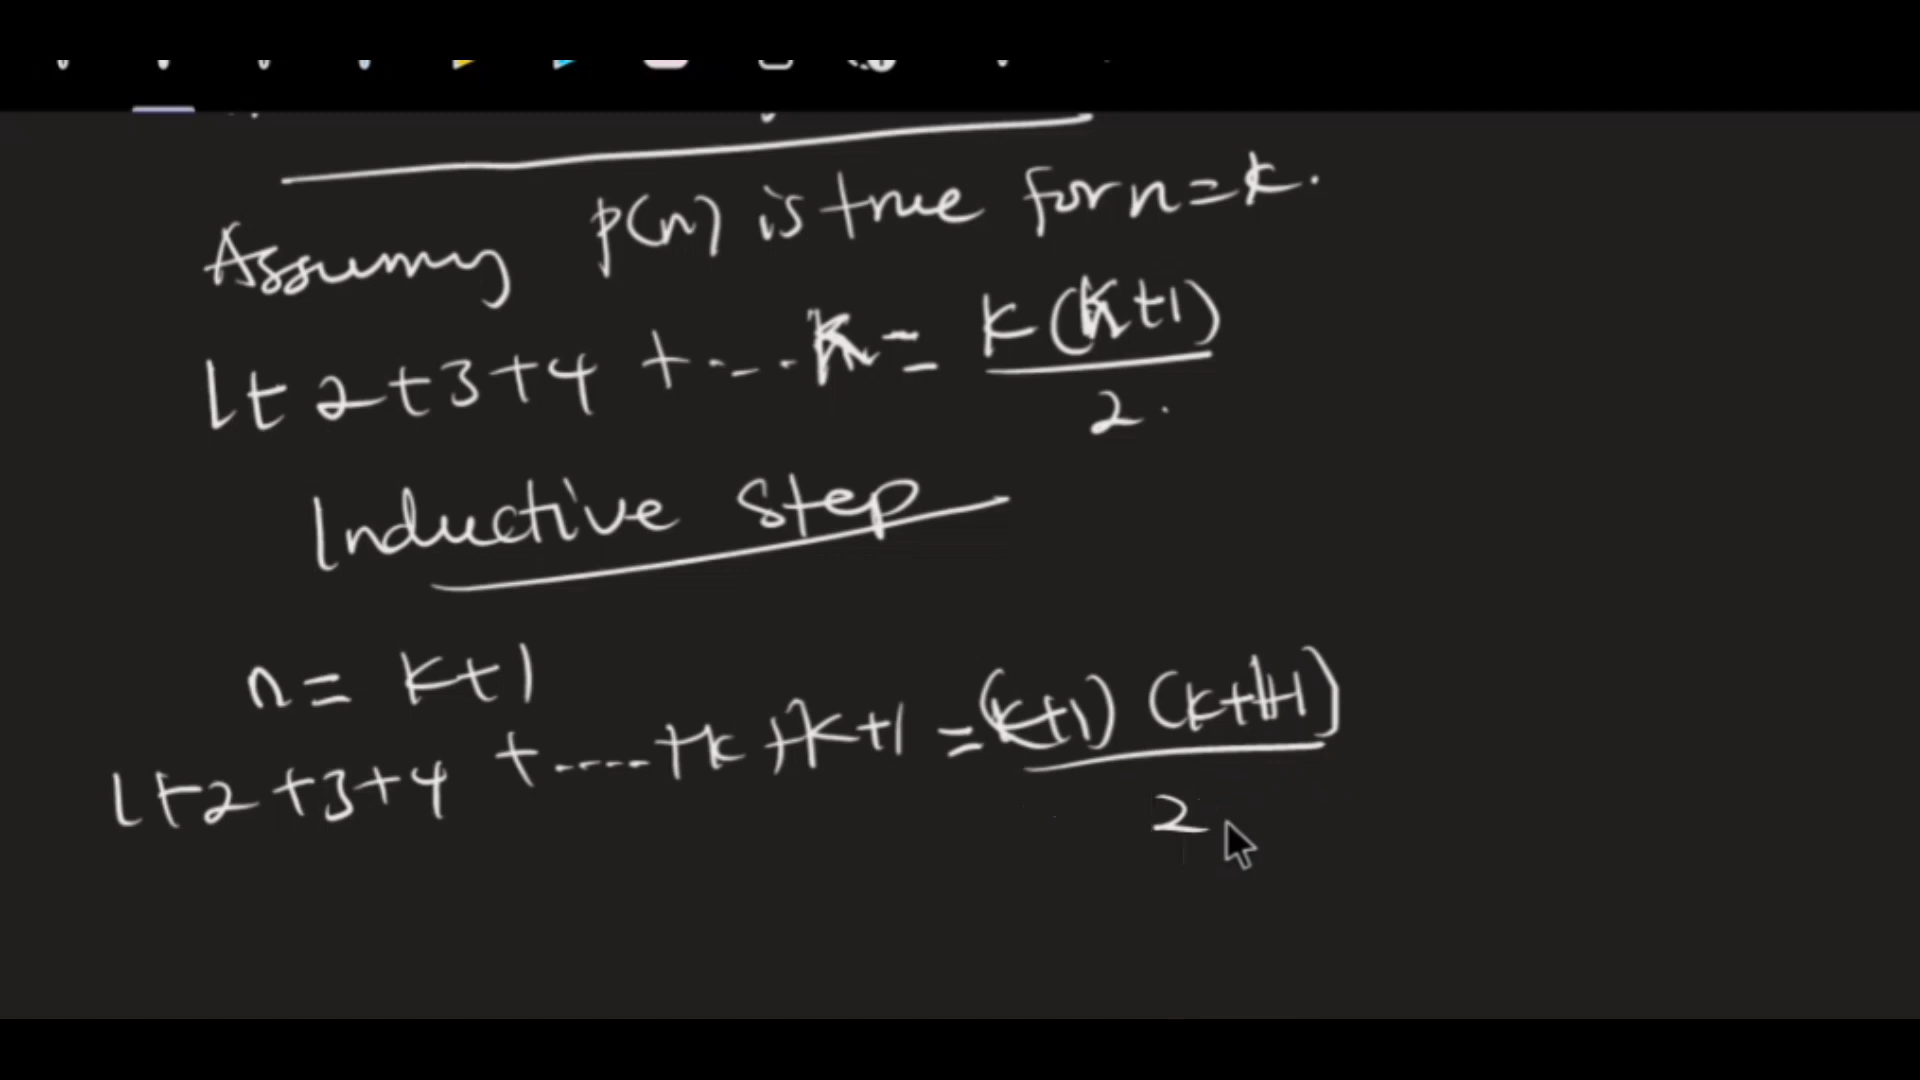 Assumy p(n) is true for n=k.
1+2+3+4+...k = k(k+1)/2.
Inductive step
n = k+1
1+2+3+4+.....+k+k+1 = (k+1)(k+1+1)/2